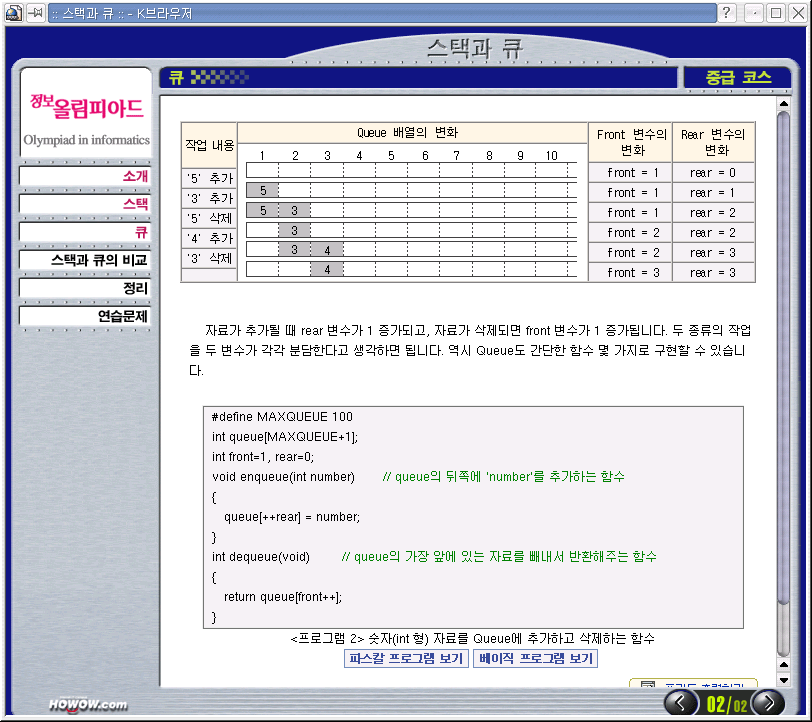 :: 스택과 큐 :: - K브라우저
스택과 큐
큐
중급 코스
정보올림피아드
Olympiad in informatics
소개
스택
큐
스택과 큐의 비교
정리
연습문제
작업 내용 Queue 배열의 변화 Front 변수의 변화 Rear 변수의 변화
1 2 3 4 5 6 7 8 9 10
front = 1 rear = 0
'5' 추가 5 front = 1 rear = 1
'3' 추가 5 3 front = 1 rear = 2
'5' 삭제 3 front = 2 rear = 2
'4' 추가 3 4 front = 2 rear = 3
'3' 삭제 4 front = 3 rear = 3
자료가 추가될 때 rear 변수가 1 증가되고, 자료가 삭제되면 front 변수가 1 증가됩니다. 두 종류의 작업
을 두 변수가 각각 분담한다고 생각하면 됩니다. 역시 Queue도 간단한 함수 몇 가지로 구현할 수 있습니
다.
#define MAXQUEUE 100
int queue[MAXQUEUE+1];
int front=1, rear=0;
void enqueue(int number) // queue의 뒤쪽에 'number'를 추가하는 함수
{
queue[++rear] = number;
}
int dequeue(void) // queue의 가장 앞에 있는 자료를 빼내서 반환해주는 함수
{
return queue[front++];
}
<프로그램 2> 숫자(int 형) 자료를 Queue에 추가하고 삭제하는 함수
파스칼 프로그램 보기 베이직 프로그램 보기
HOWOW.com
02/02